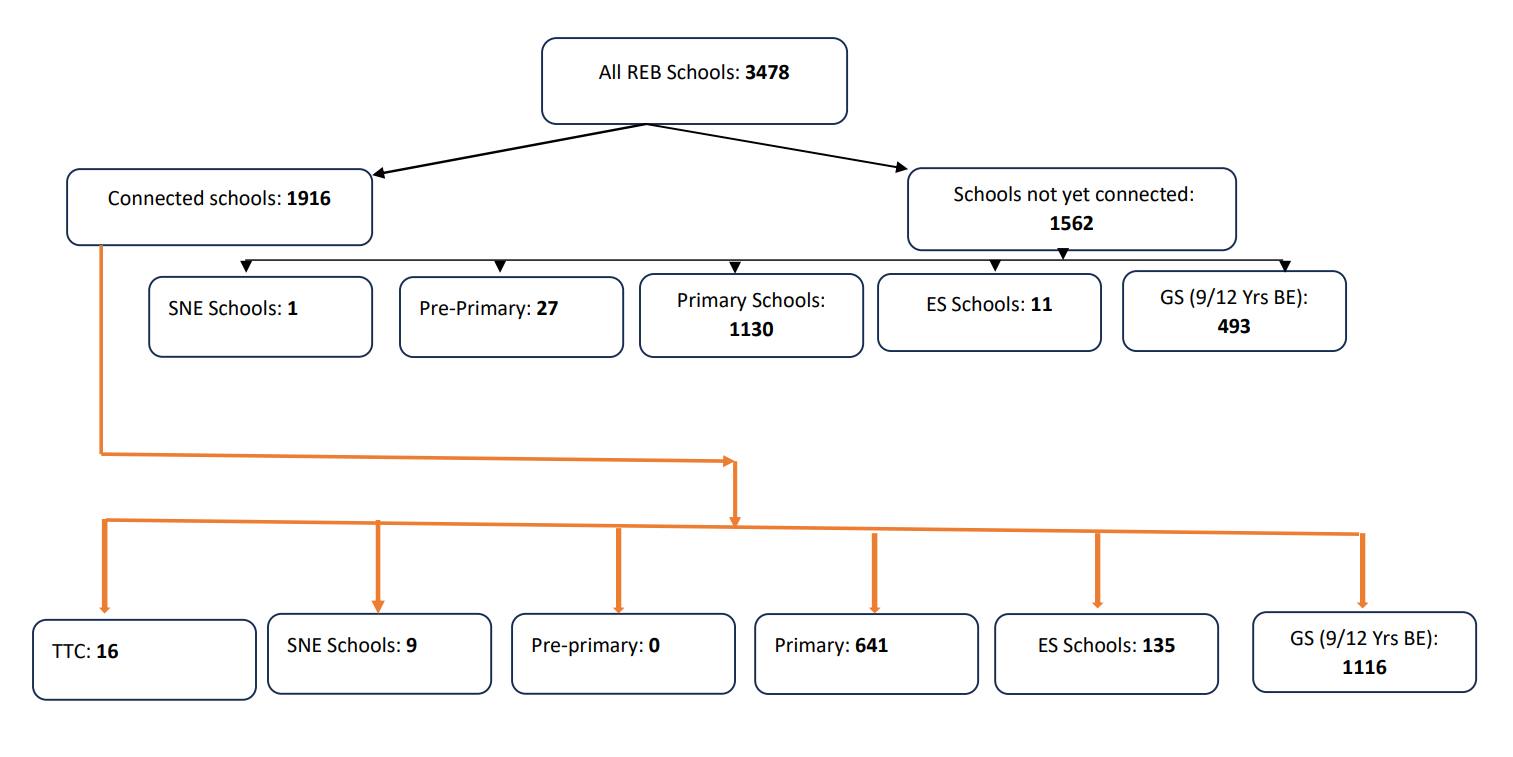 All REB Schools: 3478
Connected schools: 1916
Schools not yet connected:
1562
SNE Schools: 1
Pre-Primary: 27
Primary Schools:
1130
ES Schools: 11
GS (9/12 Yrs BE):
493
TTC: 16
SNE Schools: 9
Pre-primary: 0
Primary: 641
ES Schools: 135
GS (9/12 Yrs BE):
1116